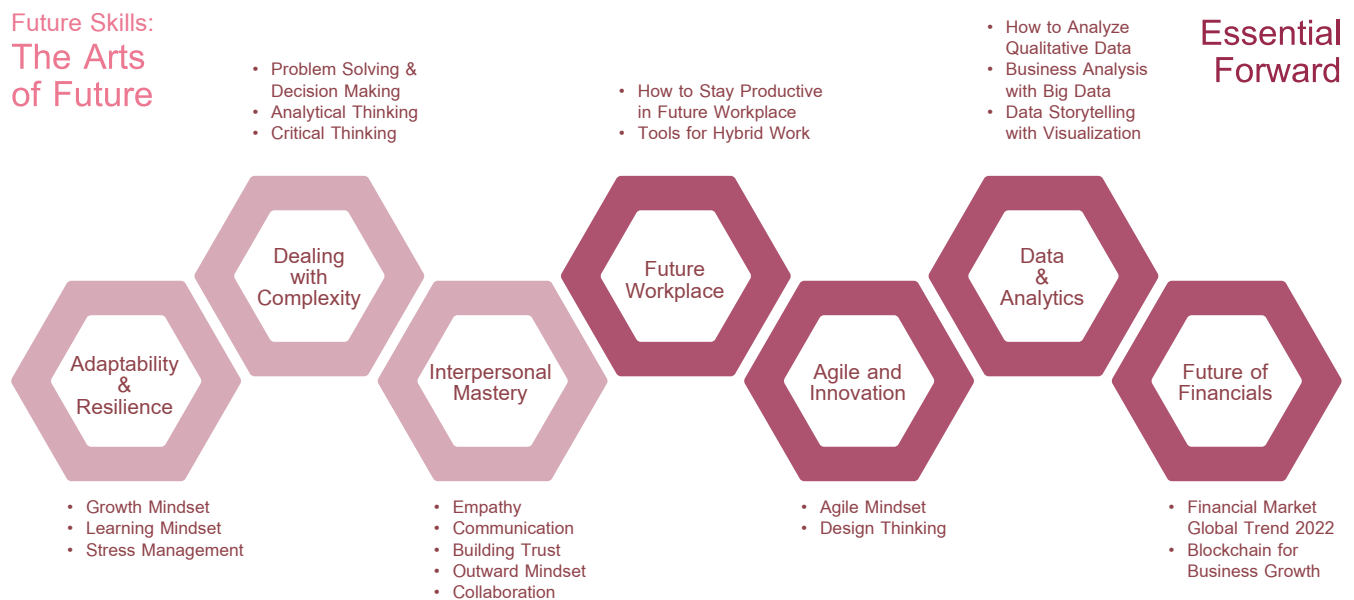 Future Skills:
The Arts
of Future
Essential
Forward
• Problem Solving &
Decision Making
• Analytical Thinking
• Critical Thinking
• How to Stay Productive
in Future Workplace
• Tools for Hybrid Work
• How to Analyze
Qualitative Data
• Business Analysis
with Big Data
• Data Storytelling
with Visualization
Adaptability
&
Resilience
Dealing
with
Complexity
Interpersonal
Mastery
Future
Workplace
Agile and
Innovation
Data
&
Analytics
Future of
Financials
• Growth Mindset
• Learning Mindset
• Stress Management
• Empathy
• Communication
• Building Trust
• Outward Mindset
• Collaboration
• Agile Mindset
• Design Thinking
• Financial Market
Global Trend 2022
• Blockchain for
Business Growth